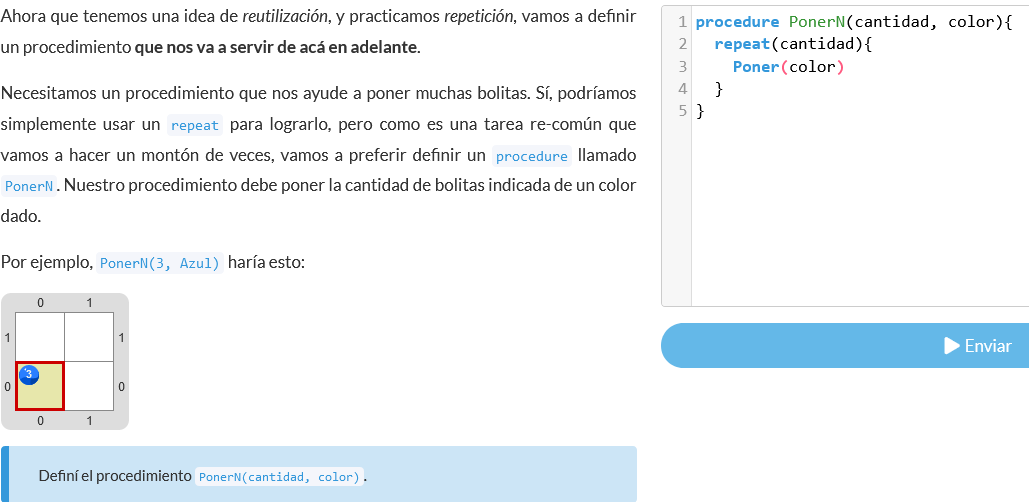 Ahora que tenemos una idea de reutilización, y practicamos repetición, vamos a definir
un procedimiento que nos va a servir de acá en adelante.
Necesitamos un procedimiento que nos ayude a poner muchas bolitas. Sí, podríamos
simplemente usar un repeat para lograrlo, pero como es una tarea re-común que
vamos a hacer un montón de veces, vamos a preferir definir un procedure llamado
PonerN. Nuestro procedimiento debe poner la cantidad de bolitas indicada de un color
dado.
Por ejemplo, PonerN(3, Azul) haría esto:
0 1
1 1
0 3 0
0 1
Definí el procedimiento PonerN(cantidad, color).
1 procedure PonerN(cantidad, color){
2 repeat(cantidad){
3 Poner(color)
4 }
5 }
Enviar